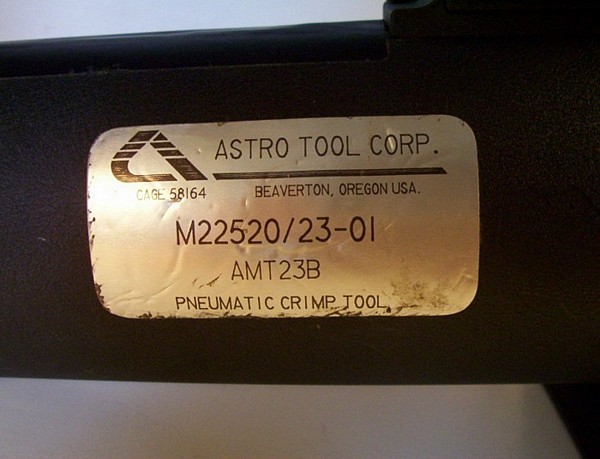 ASTRO TOOL CORP.
CAGE 58164 BEAVERTON, OREGON USA.
M22520/23-01
AMT23B
PNEUMATIC CRIMP TOOL